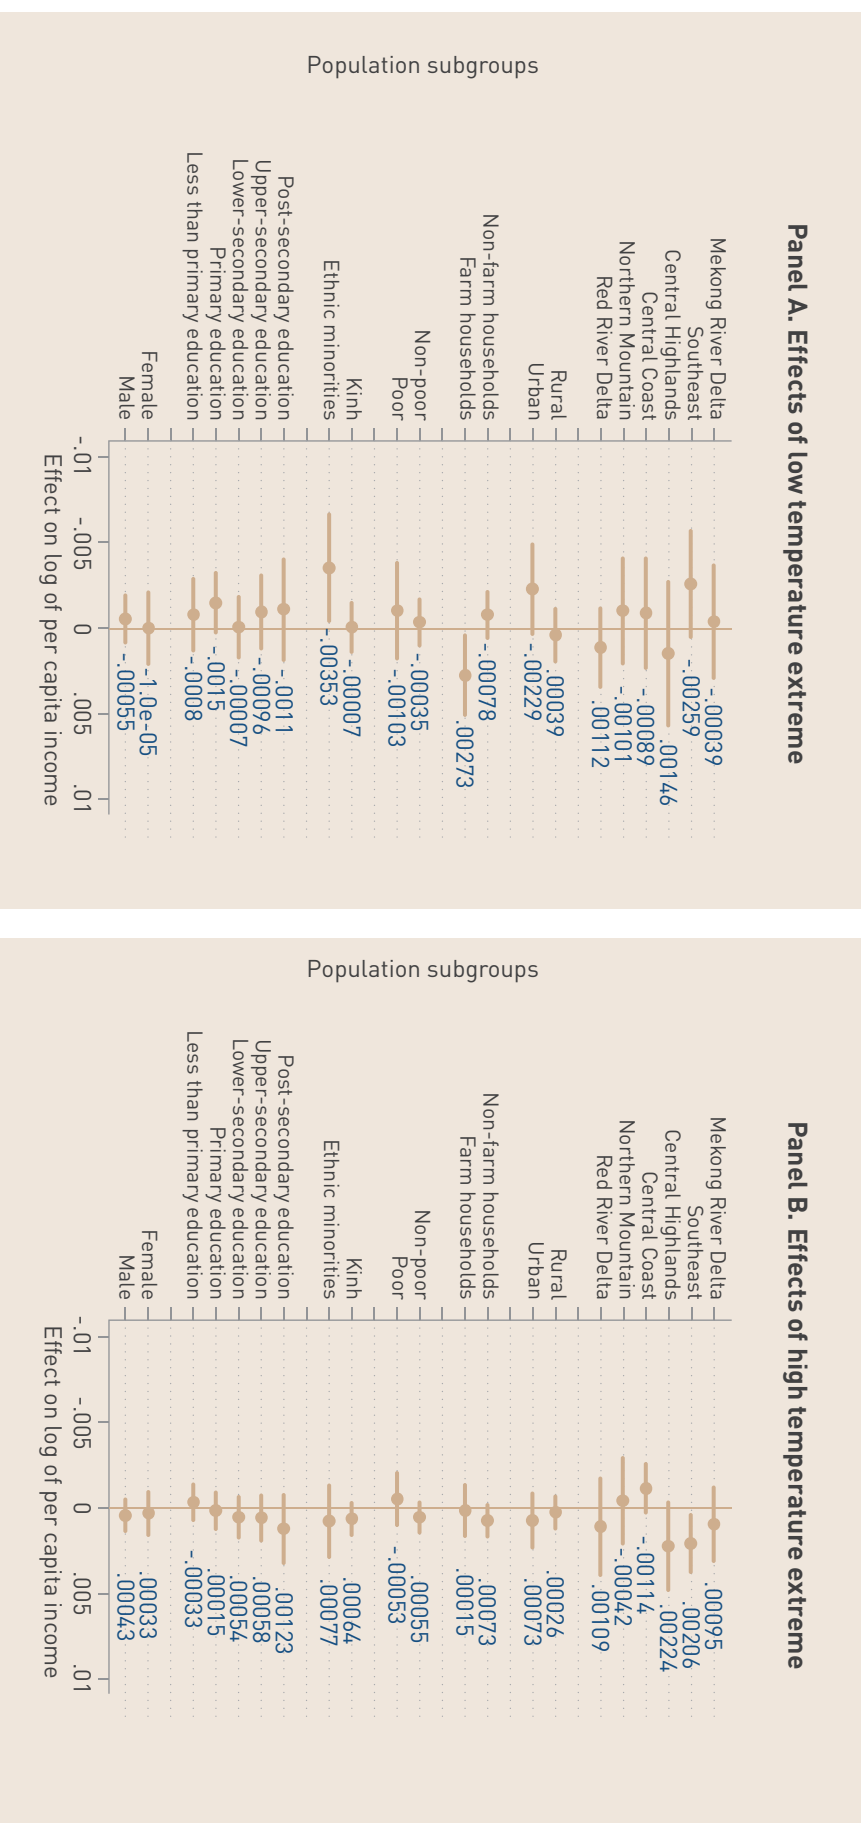 Panel A. Effects of low temperature extreme
Population subgroups
Mekong River Delta -.00039
Southeast -.00259
Central Highlands .00146
Central Coast -.00089
Northern Mountain -.00101
Red River Delta .00112
Rural .00039
Urban -.00229
Non-farm households -.00078
Farm households .00273
Non-poor -.00035
Poor -.00103
Kinh -.00007
Ethnic minorities -.00353
Post-secondary education -.0011
Upper-secondary education -.00096
Lower-secondary education -.00007
Primary education -.0015
Less than primary education -.0008
Female -1.0e-05
Male -.00055
-.01 -.005 0 .005 .01
Effect on log of per capita income
Panel B. Effects of high temperature extreme
Population subgroups
Mekong River Delta .00095
Southeast .00206
Central Highlands .00224
Central Coast -.00114
Northern Mountain -.00042
Red River Delta .00109
Rural .00026
Urban .00073
Non-farm households .00073
Farm households .00015
Non-poor .00055
Poor -.00053
Kinh .00064
Ethnic minorities .00077
Post-secondary education .00123
Upper-secondary education .00058
Lower-secondary education .00054
Primary education .00015
Less than primary education -.00033
Female .00033
Male .00043
-.01 -.005 0 .005 .01
Effect on log of per capita income